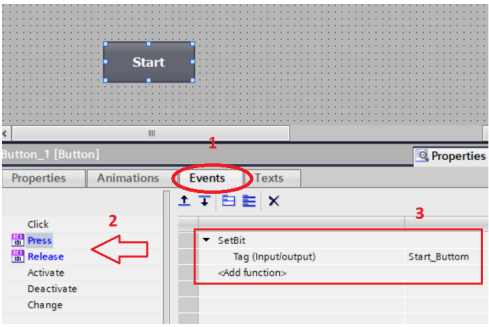 Start
1
Button_1 [Button]
Properties
Properties Animations Events Texts
2
3
Click
Press
Release
Activate
Deactivate
Change
SetBit
Tag (Input/output) Start_Buttom
<Add function>